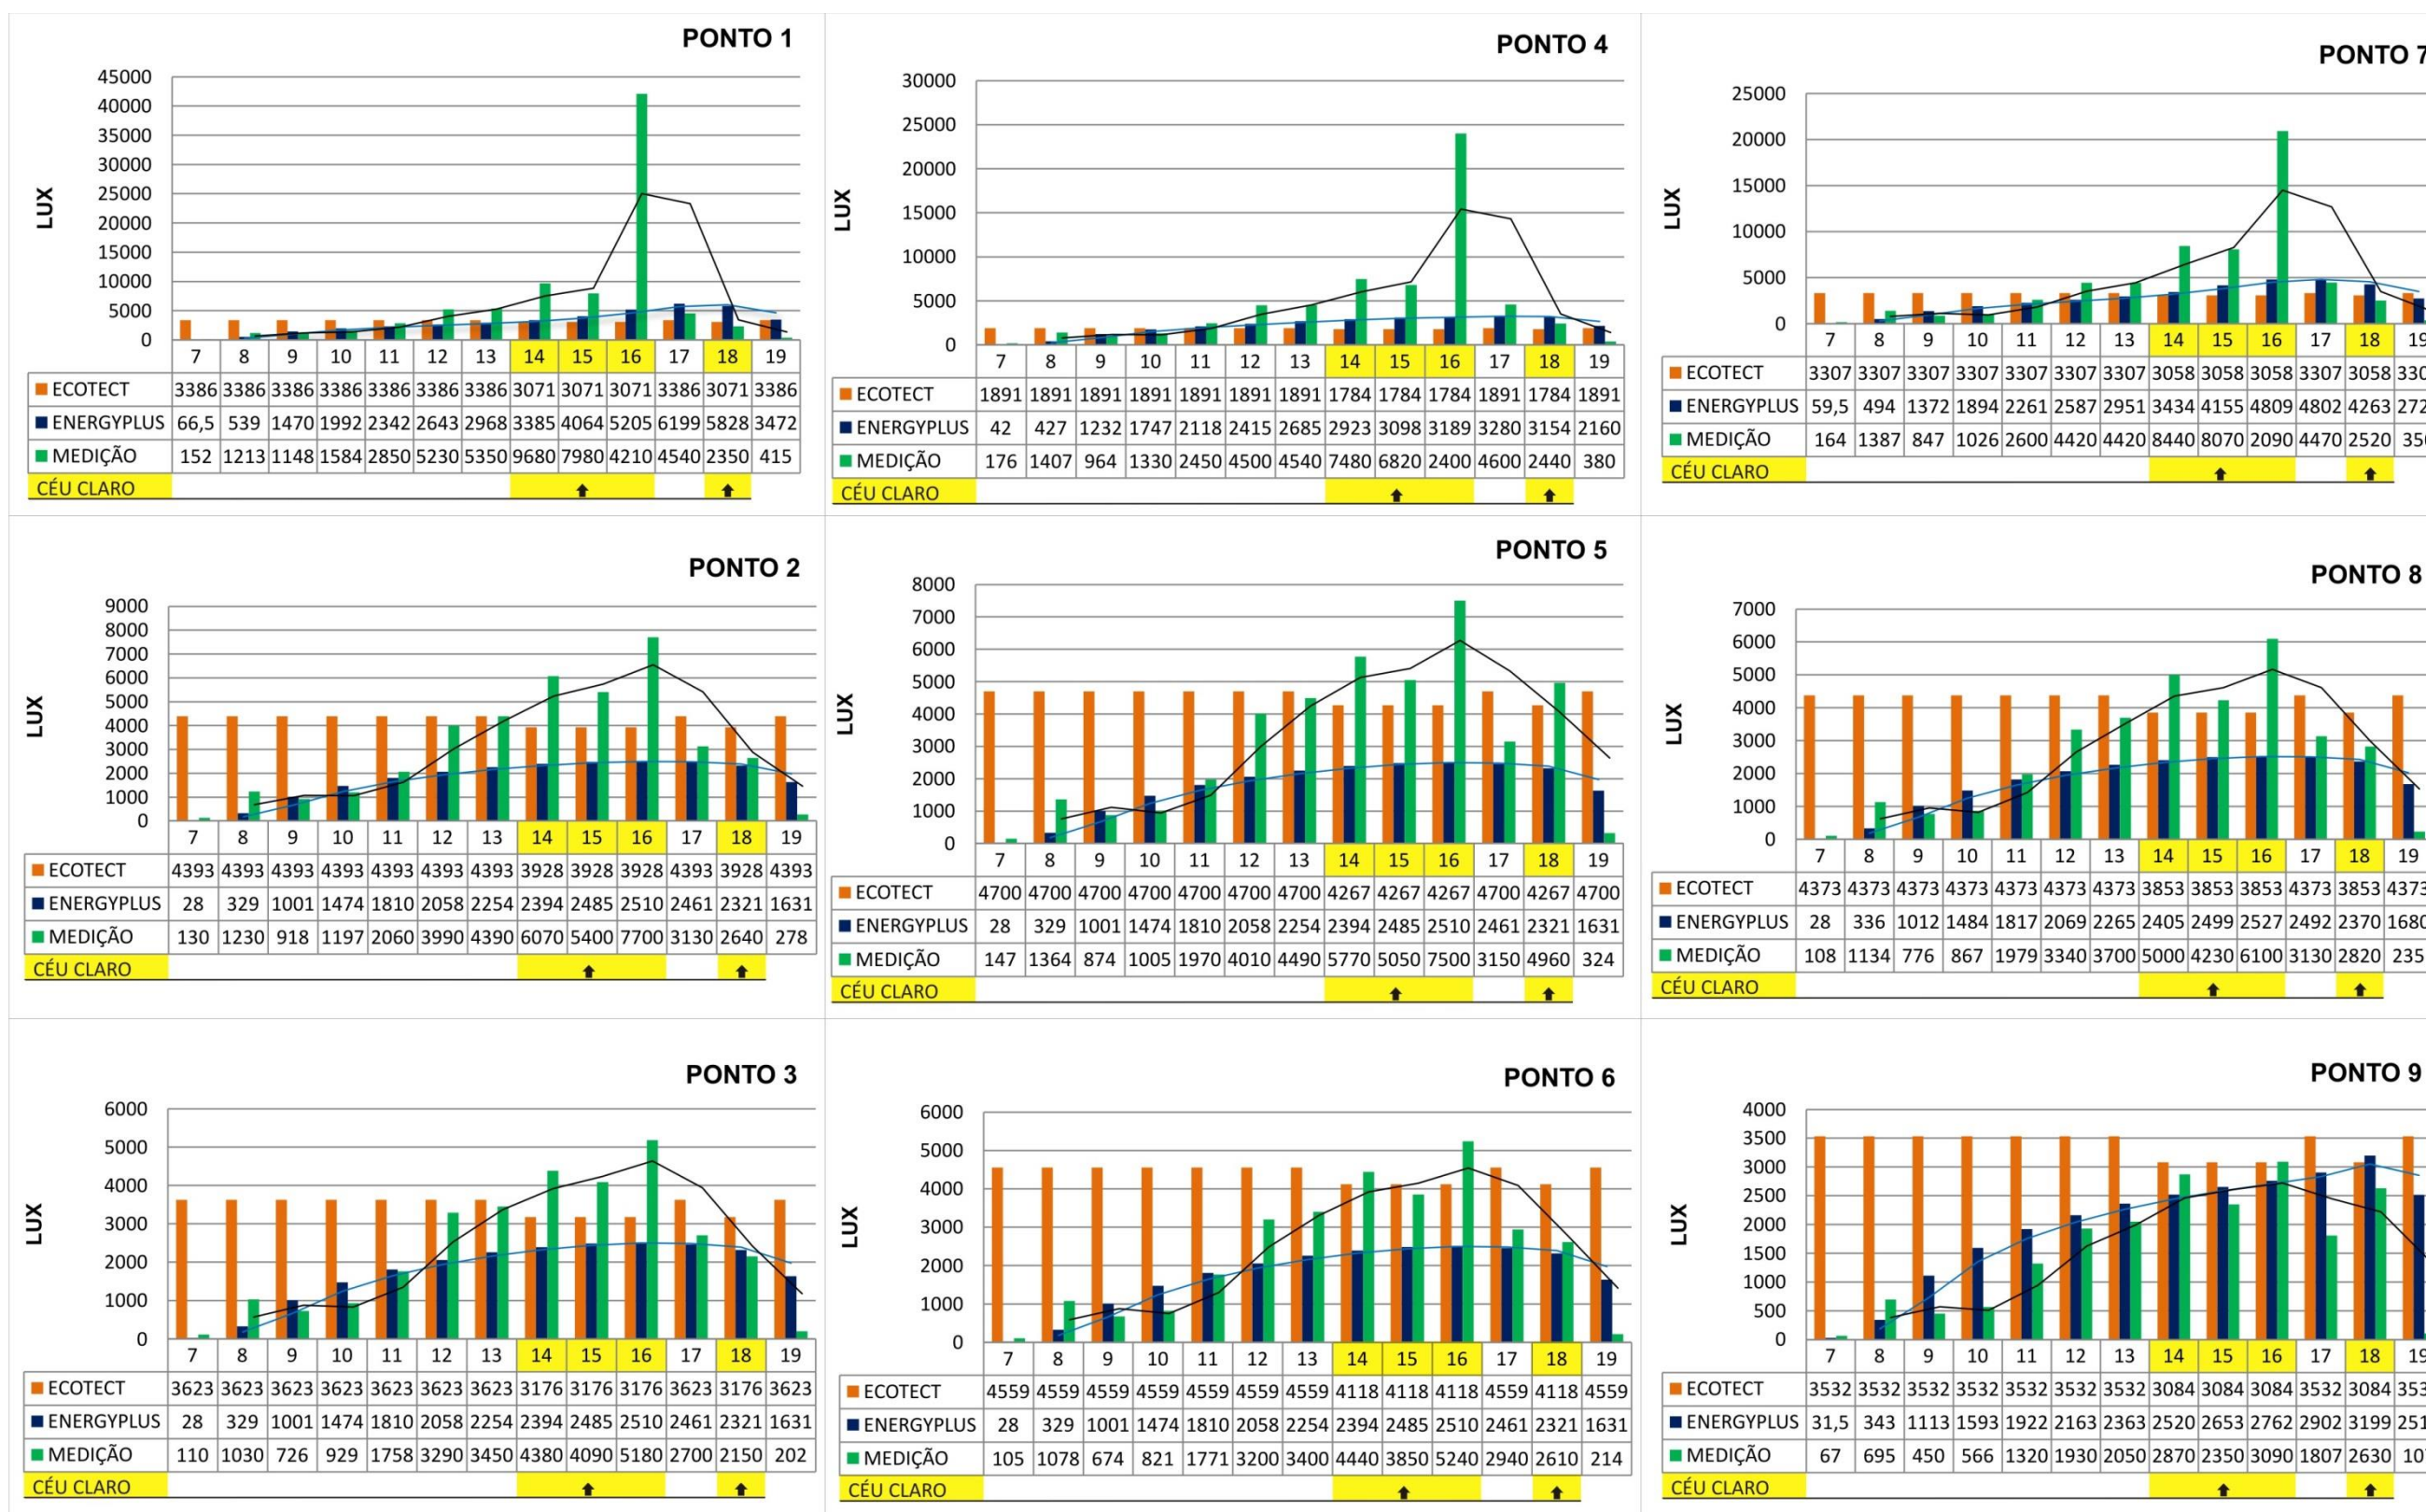 PONTO 1
45000
40000
35000
30000
25000
20000
15000
10000
5000
0
LUX
7 8 9 10 11 12 13 14 15 16 17 18 19
ECOTECT 3386 3386 3386 3386 3386 3386 3386 3071 3071 3071 3386 3071 3386
ENERGYPLUS 66,5 539 1470 1992 2342 2643 2968 3385 4064 5205 6199 5828 3472
MEDIÇÃO 152 1213 1148 1584 2850 5230 5350 9680 7980 4210 4540 2350 415
CÉU CLARO
PONTO 4
30000
25000
20000
15000
10000
5000
0
LUX
7 8 9 10 11 12 13 14 15 16 17 18 19
ECOTECT 1891 1891 1891 1891 1891 1891 1891 1784 1784 1784 1891 1784 1891
ENERGYPLUS 42 427 1232 1747 2118 2415 2685 2923 3098 3189 3280 3154 2160
MEDIÇÃO 176 1407 964 1330 2450 4500 4540 7480 6820 2400 4600 2440 380
CÉU CLARO
PONTO 7
25000
20000
15000
10000
5000
0
LUX
7 8 9 10 11 12 13 14 15 16 17 18 19
ECOTECT 3307 3307 3307 3307 3307 3307 3307 3058 3058 3058 3307 3058
ENERGYPLUS 59,5 494 1372 1894 2261 2587 2951 3434 4155 4809 4802 4263
MEDIÇÃO 164 1387 847 1026 2600 4420 4420 8440 8070 2090 4470 2520
CÉU CLARO
PONTO 2
9000
8000
7000
6000
5000
4000
3000
2000
1000
0
LUX
7 8 9 10 11 12 13 14 15 16 17 18 19
ECOTECT 4393 4393 4393 4393 4393 4393 4393 3928 3928 3928 4393 3928 4393
ENERGYPLUS 28 329 1001 1474 1810 2058 2254 2394 2485 2510 2461 2321 1631
MEDIÇÃO 130 1230 918 1197 2060 3990 4390 6070 5400 7700 3130 2640 278
CÉU CLARO
PONTO 5
8000
7000
6000
5000
4000
3000
2000
1000
0
LUX
7 8 9 10 11 12 13 14 15 16 17 18 19
ECOTECT 4700 4700 4700 4700 4700 4700 4700 4267 4267 4267 4700 4267 4700
ENERGYPLUS 28 329 1001 1474 1810 2058 2254 2394 2485 2510 2461 2321 1631
MEDIÇÃO 147 1364 874 1005 1970 4010 4490 5770 5050 7500 3150 4960 324
CÉU CLARO
PONTO 8
7000
6000
5000
4000
3000
2000
1000
0
LUX
7 8 9 10 11 12 13 14 15 16 17 18 19
ECOTECT 4373 4373 4373 4373 4373 4373 4373 3853 3853 3853 4373 3853 4373
ENERGYPLUS 28 336 1012 1484 1817 2069 2265 2405 2499 2527 2492 2370 1680
MEDIÇÃO 108 1134 776 867 1979 3340 3700 5000 4230 6100 3130 2820 235
CÉU CLARO
PONTO 3
6000
5000
4000
3000
2000
1000
0
LUX
7 8 9 10 11 12 13 14 15 16 17 18 19
ECOTECT 3623 3623 3623 3623 3623 3623 3623 3176 3176 3176 3623 3176 3623
ENERGYPLUS 28 329 1001 1474 1810 2058 2254 2394 2485 2510 2461 2321 1631
MEDIÇÃO 110 1030 726 929 1758 3290 3450 4380 4090 5180 2700 2150 202
CÉU CLARO
PONTO 6
6000
5000
4000
3000
2000
1000
0
LUX
7 8 9 10 11 12 13 14 15 16 17 18 19
ECOTECT 4559 4559 4559 4559 4559 4559 4559 4118 4118 4118 4559 4118 4559
ENERGYPLUS 28 329 1001 1474 1810 2058 2254 2394 2485 2510 2461 2321 1631
MEDIÇÃO 105 1078 674 821 1771 3200 3400 4440 3850 5240 2940 2610 214
CÉU CLARO
PONTO 9
4000
3500
3000
2500
2000
1500
1000
500
0
LUX
7 8 9 10 11 12 13 14 15 16 17 18 19
ECOTECT 3532 3532 3532 3532 3532 3532 3532 3084 3084 3084 3532 3084
ENERGYPLUS 31,5 343 1113 1593 1922 2163 2363 2520 2653 2762 2902 3199
MEDIÇÃO 67 695 450 566 1320 1930 2050 2870 2350 3090 1807 2630
CÉU CLARO